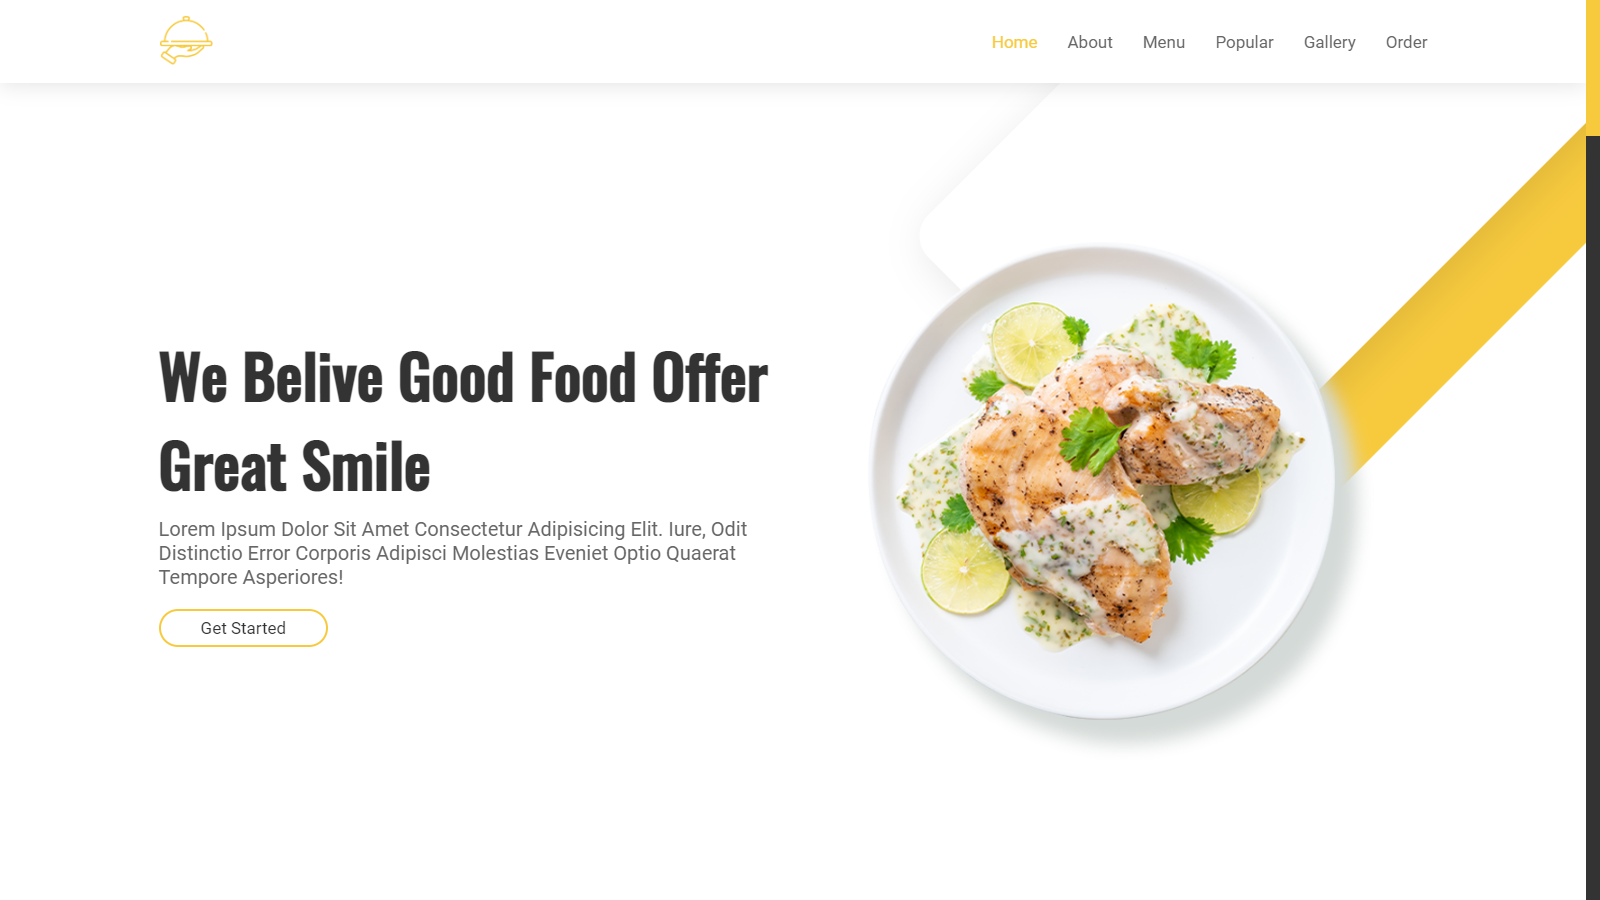 Home About Menu Popular Gallery Order
We Belive Good Food Offer
Great Smile
Lorem Ipsum Dolor Sit Amet Consectetur Adipisicing Elit. Iure, Odit
Distinctio Error Corporis Adipisci Molestias Eveniet Optio Quaerat
Tempore Asperiores!
Get Started